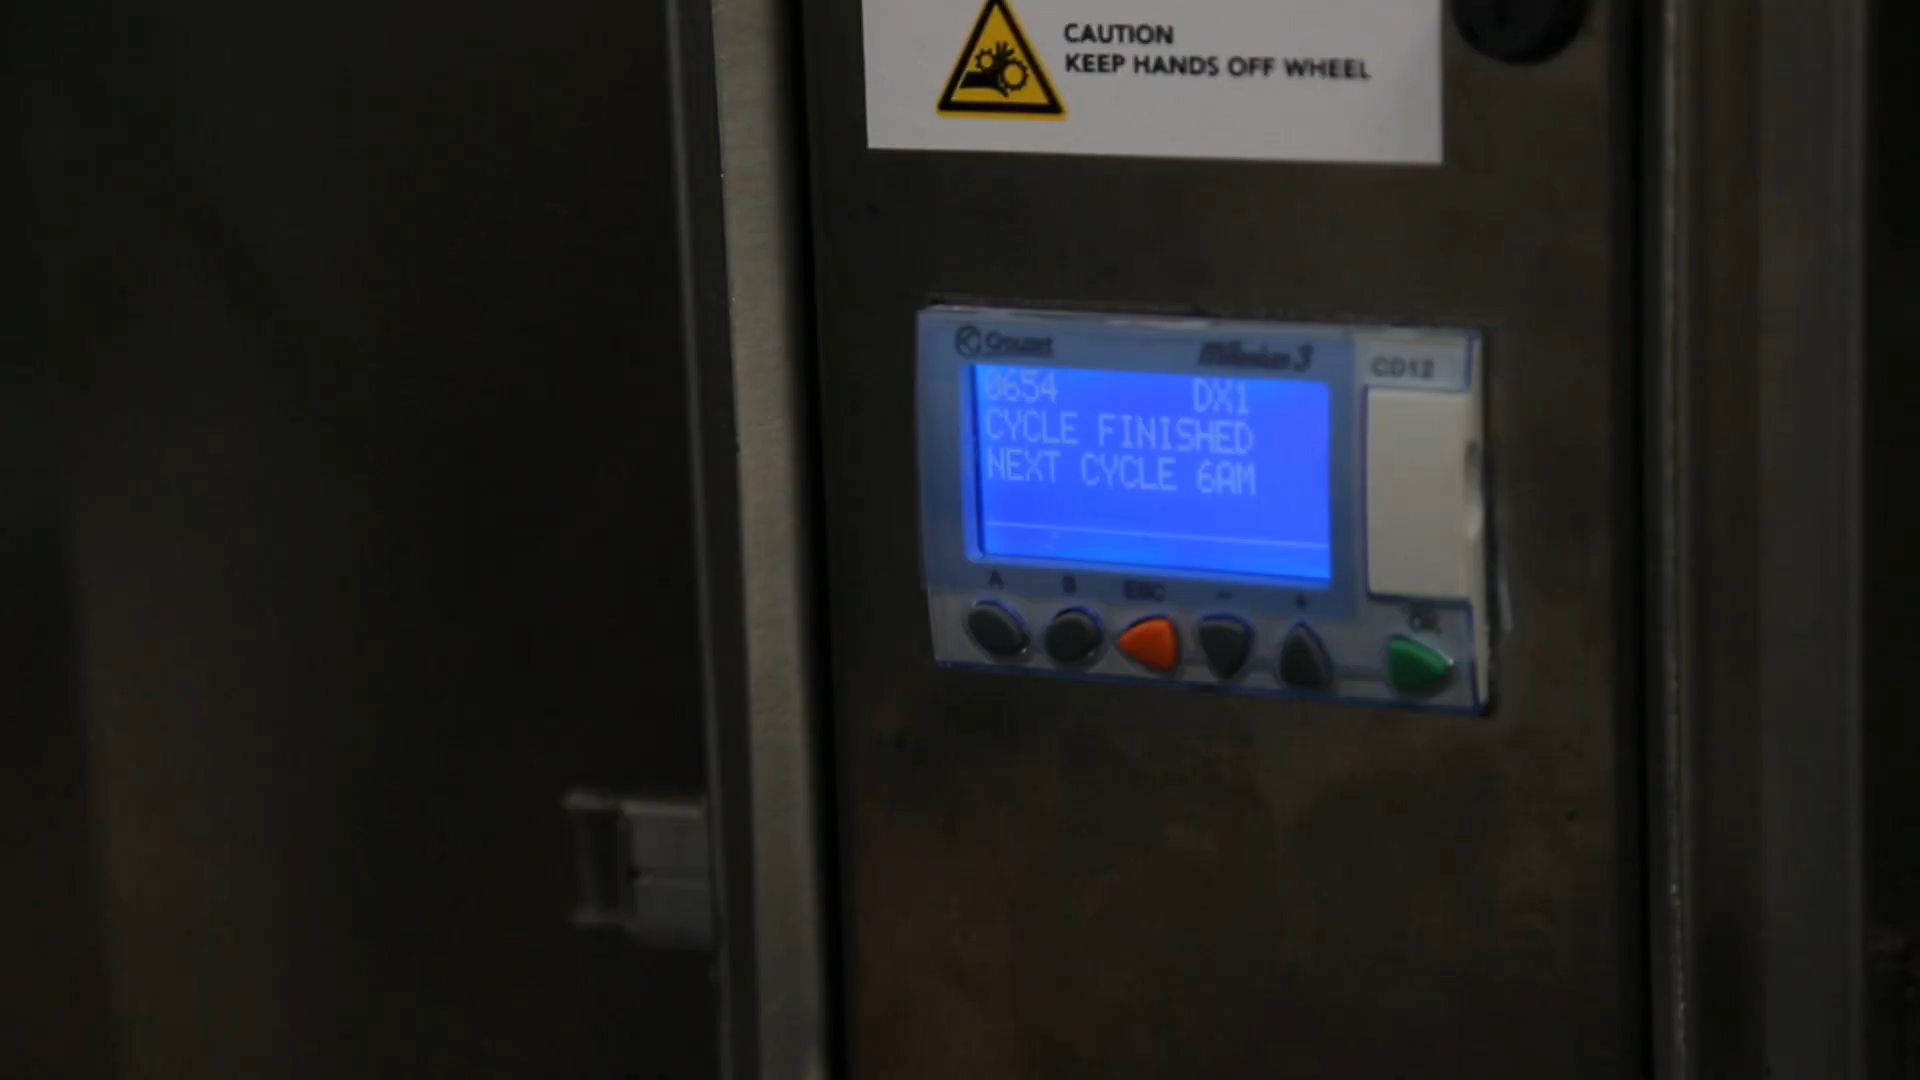 CAUTION
KEEP HANDS OFF WHEEL
Crouzet
Millenium 3
CD12
0654 DX1
CYCLE FINISHED
NEXT CYCLE 6AM
A B ESC - +